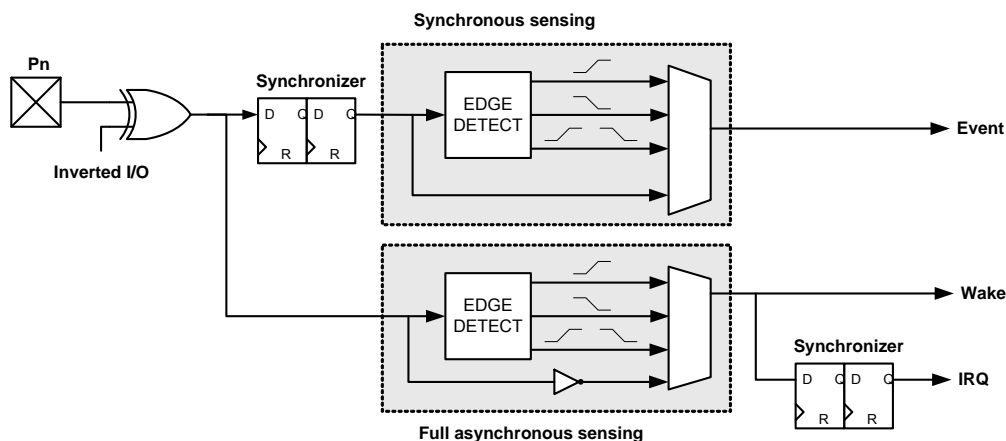 Synchronous sensing
Pn
Synchronizer
D Q D Q
R R
EDGE
DETECT
Event
Inverted I/O
EDGE
DETECT
Wake
Synchronizer
D Q D Q
R R
IRQ
Full asynchronous sensing